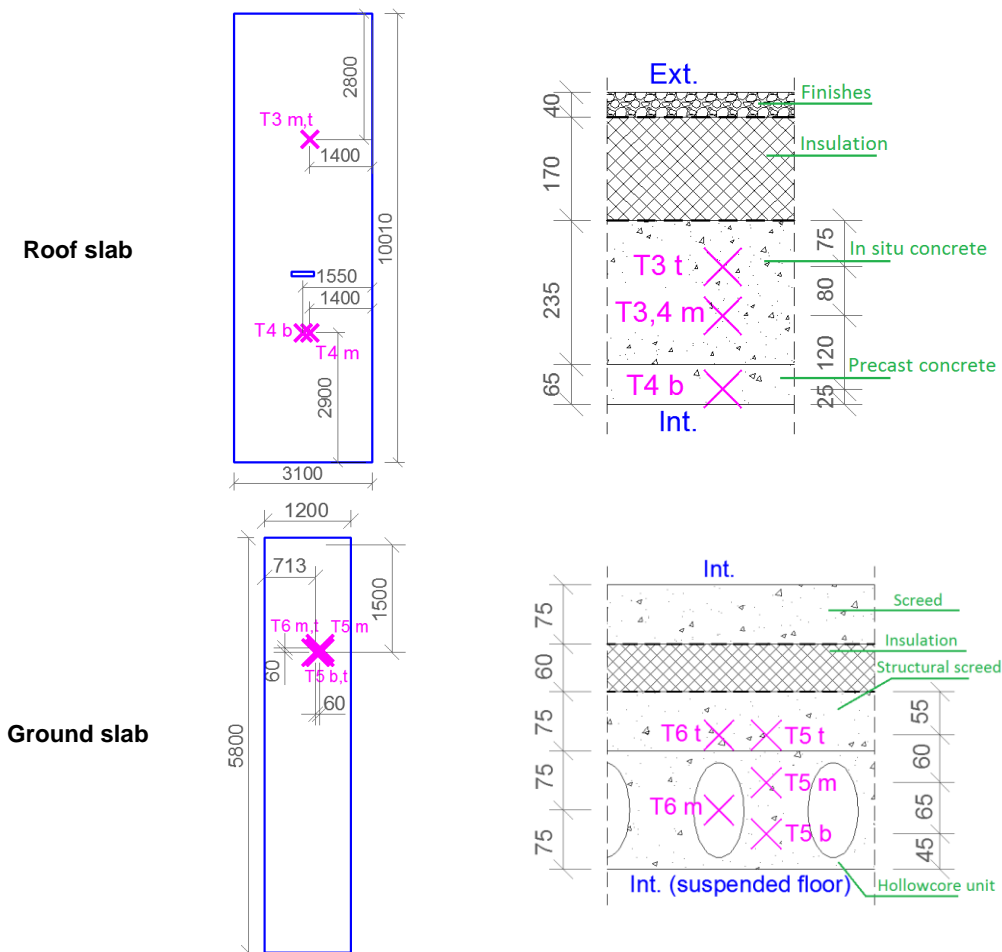 Roof slab
2800
T3 m,t
1400
10010
1550
1400
T4 b
T4 m
2900
3100
Ext.
Finishes
40
Insulation
170
75
In situ concrete
T3 t
80
235
T3,4 m
120
Precast concrete
65
T4 b
25
Int.
Ground slab
1200
713
1500
T6 m,t
T5 m
60
T5 b,t
60
5800
Int.
75
Screed
Insulation
60
Structural screed
55
75
T6 t
T5 t
60
75
T5 m
T6 m
65
75
T5 b
45
Int. (suspended floor)
Hollowcore unit